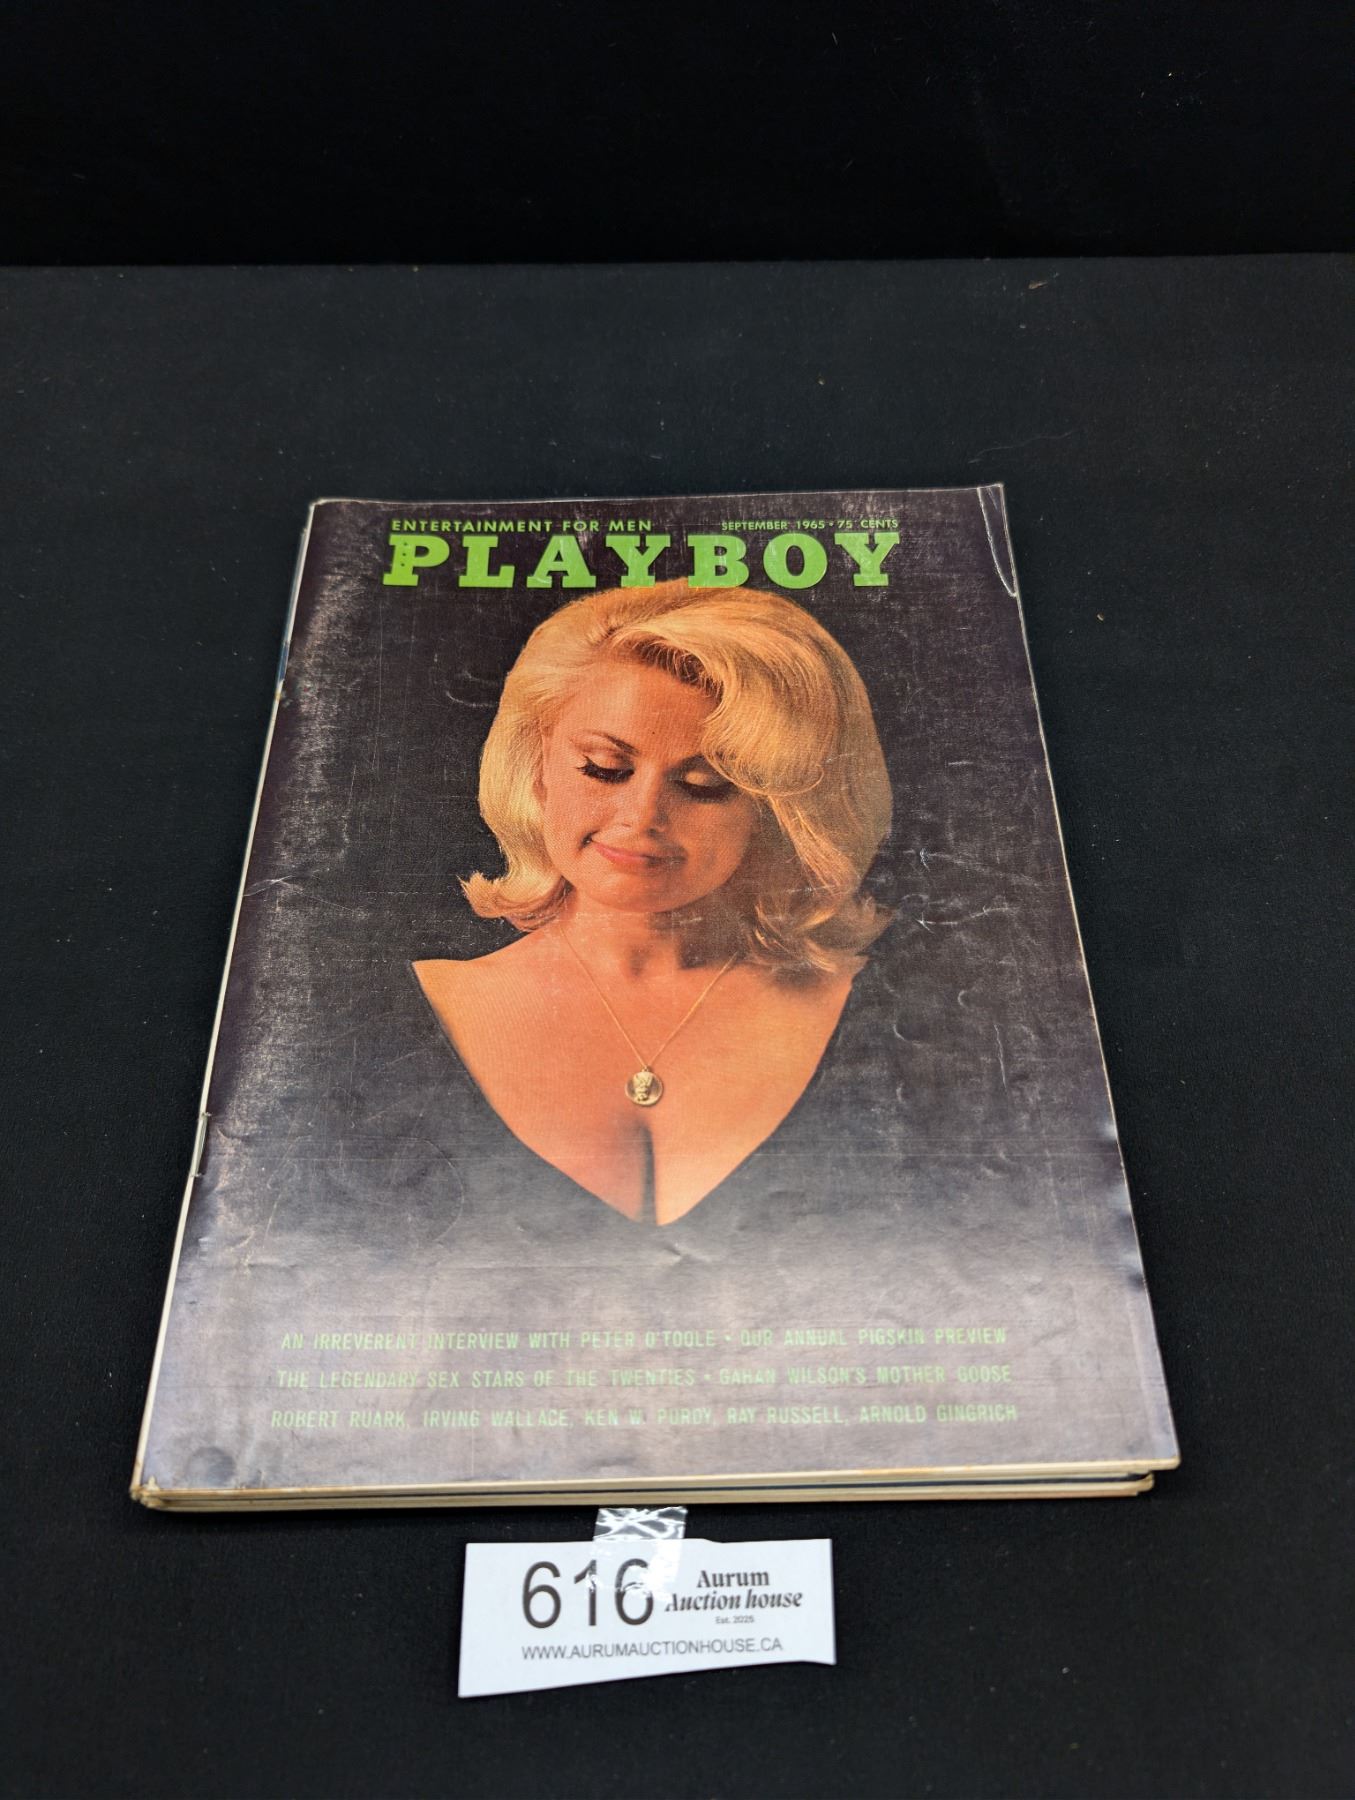 ENTERTAINMENT FOR MEN SEPTEMBER 1965 • 75 CENTS
PLAYBOY
AN IRREVERENT INTERVIEW WITH PETER O'TOOLE • OUR ANNUAL PIGSKIN PREVIEW
THE LEGENDARY SEX STARS OF THE TWENTIES • GAHAN WILSON'S MOTHER GOOSE
ROBERT RUARK, IRVING WALLACE, KEN W. PURDY, RAY RUSSELL, ARNOLD GINGRICH
616 Aurum
Auction house
Est. 2025
WWW.AURUMAUCTIONHOUSE.CA